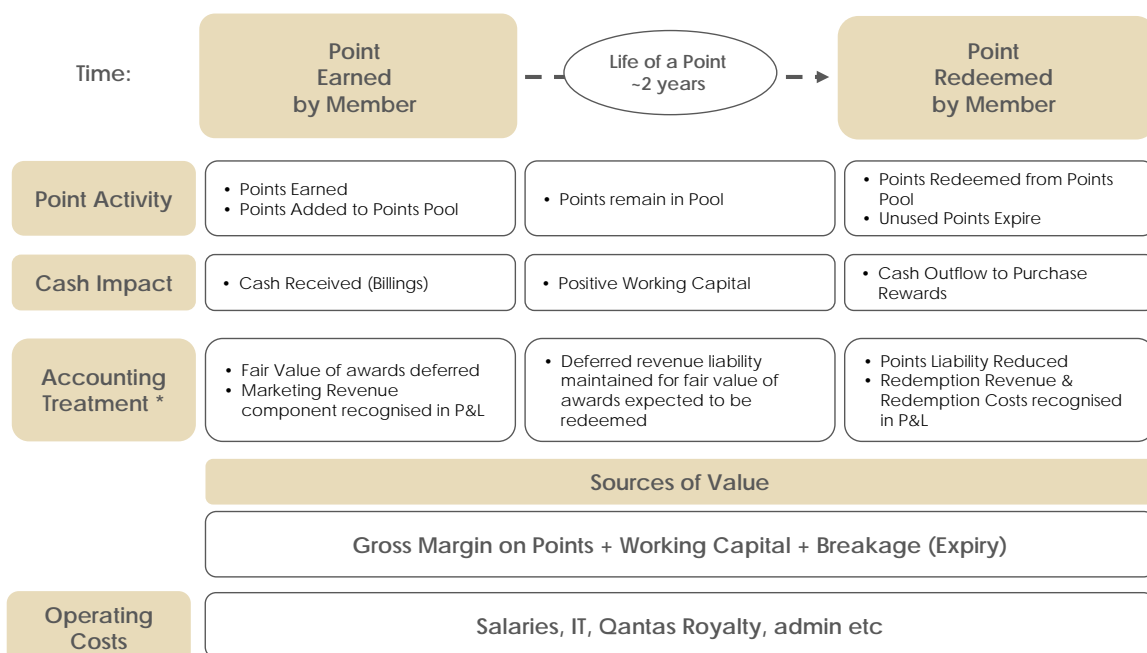 Time:
Point
Earned
by Member
Life of a Point
~2 years
Point
Redeemed
by Member
Point Activity
• Points Earned
• Points Added to Points Pool
• Points remain in Pool
• Points Redeemed from Points
Pool
• Unused Points Expire
Cash Impact
• Cash Received (Billings)
• Positive Working Capital
• Cash Outflow to Purchase
Rewards
Accounting
Treatment *
• Fair Value of awards deferred
• Marketing Revenue
component recognised in P&L
• Deferred revenue liability
maintained for fair value of
awards expected to be
redeemed
• Points Liability Reduced
• Redemption Revenue &
Redemption Costs recognised
in P&L
Sources of Value
Gross Margin on Points + Working Capital + Breakage (Expiry)
Operating
Costs
Salaries, IT, Qantas Royalty, admin etc